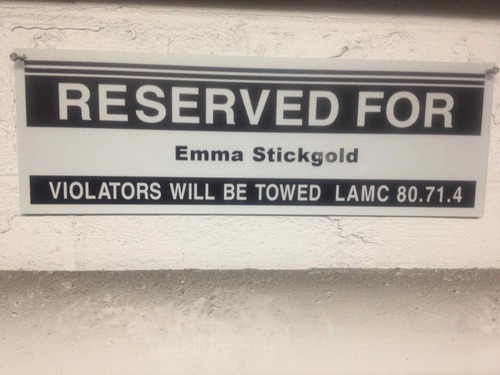 RESERVED FOR
Emma Stickgold
VIOLATORS WILL BE TOWED LAMC 80.71.4